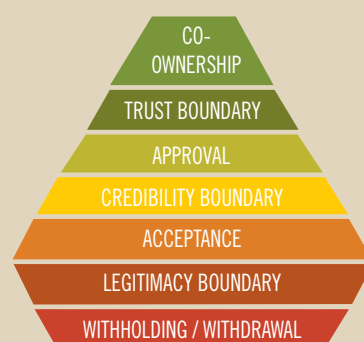 CO-
OWNERSHIP
TRUST BOUNDARY
APPROVAL
CREDIBILITY BOUNDARY
ACCEPTANCE
LEGITIMACY BOUNDARY
WITHHOLDING / WITHDRAWAL